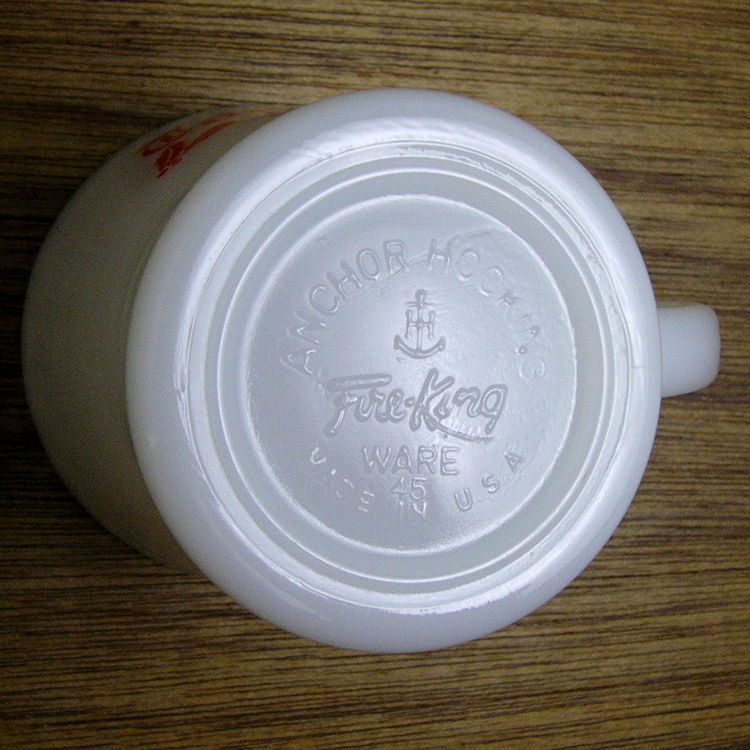 ANCHOR HOCKING
H
Fire-King
WARE
45
MADE IN U.S.A